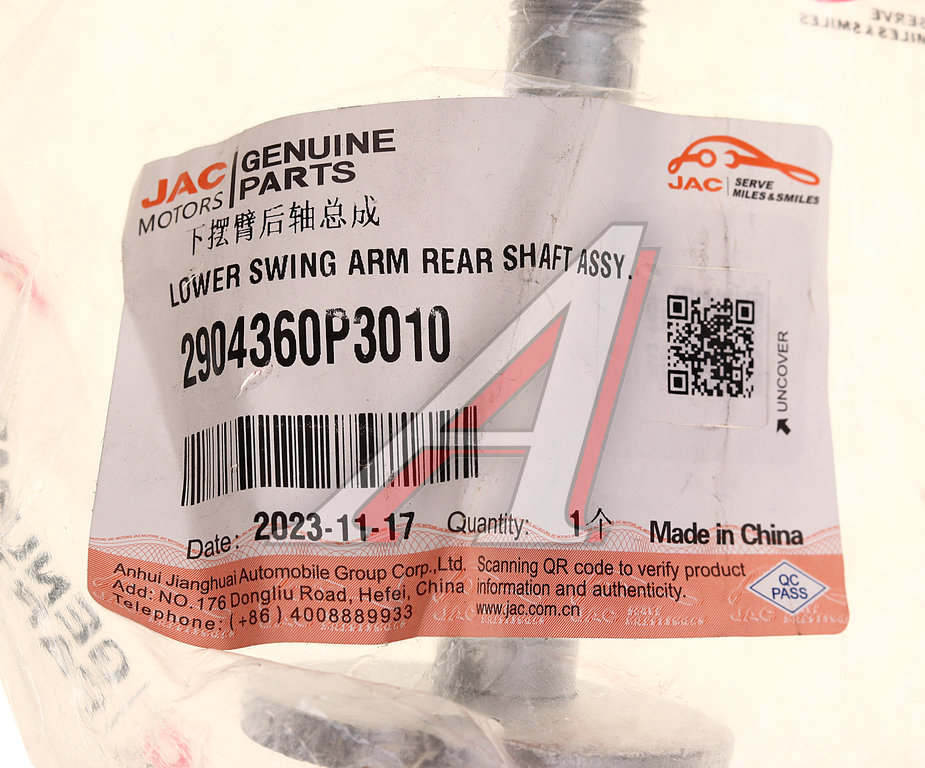 JAC MOTORS
GENUINE PARTS
下摆臂后轴总成
LOWER SWING ARM REAR SHAFT ASSY.
2904360P3010
JAC SERVE MILES & SMILES
UNCOVER
Date: 2023-11-17
Quantity: 1个
Made in China
Anhui Jianghuai Automobile Group Corp.,Ltd.
Add: NO.176 Dongliu Road, Hefei, China
Telephone: (+86) 4008889933
Scanning QR code to verify product
information and authenticity.
www.jac.com.cn
QC
PASS
SERVE
MILES & SMILES